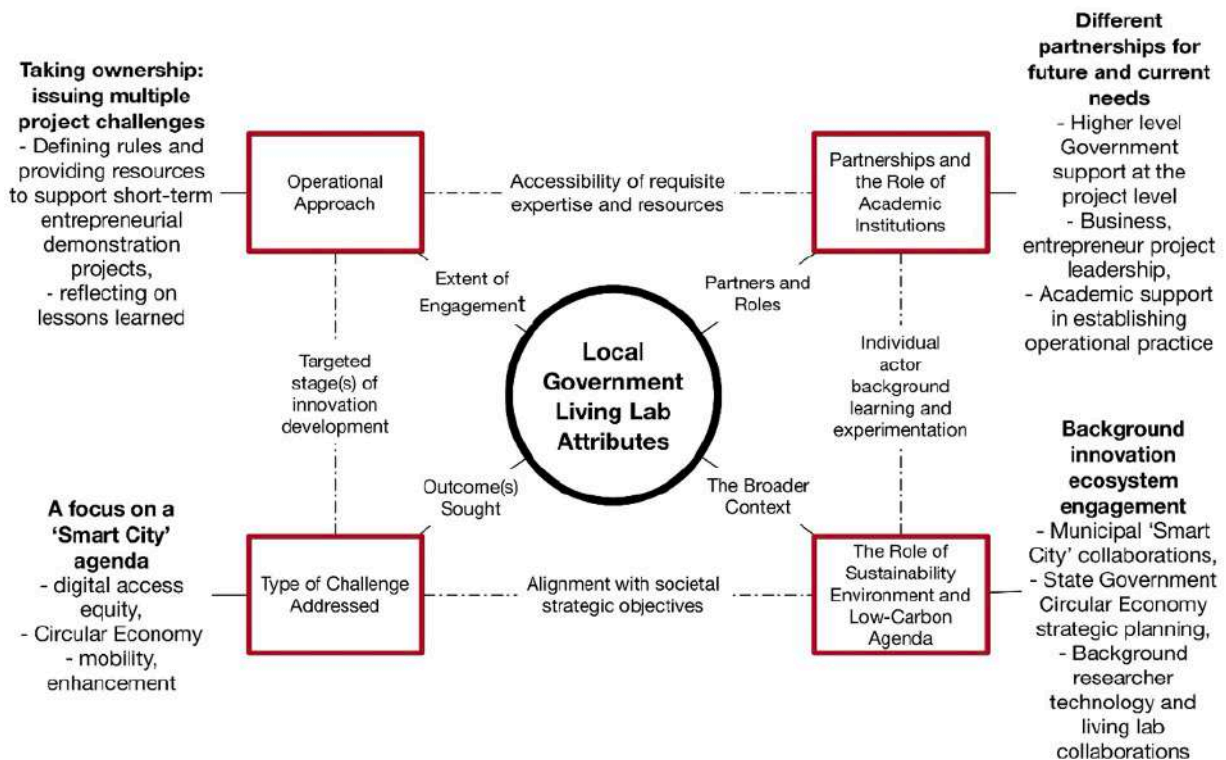 Taking ownership:
issuing multiple
project challenges
- Defining rules and
providing resources
to support short-term
entrepreneurial
demonstration
projects,
- reflecting on
lessons learned
Operational
Approach
Accessibility of requisite
expertise and resources
Partnerships and
the Role of
Academic
Institutions
Different
partnerships for
future and current
needs
- Higher level
Government
support at the
project level
- Business,
entrepreneur project
leadership,
- Academic support
in establishing
operational practice
Extent of
Engagement
Partners and
Roles
Targeted
stage(s) of
innovation
development
Local
Government
Living Lab
Attributes
Individual
actor
background
learning and
experimentation
Outcome(s)
Sought
The Broader
Context
A focus on a
‘Smart City’
agenda
- digital access
equity,
- Circular Economy
- mobility,
enhancement
Type of Challenge
Addressed
Alignment with societal
strategic objectives
The Role of
Sustainability
Environment and
Low-Carbon
Agenda
Background
innovation
ecosystem
engagement
- Municipal ‘Smart
City’ collaborations,
- State Government
Circular Economy
strategic planning,
- Background
researcher
technology and
living lab
collaborations